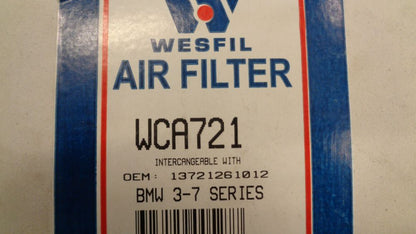 WESFIL
AIR FILTER
WCA721
INTERCANGEABLE WITH
OEM: 13721261012
BMW 3-7 SERIES